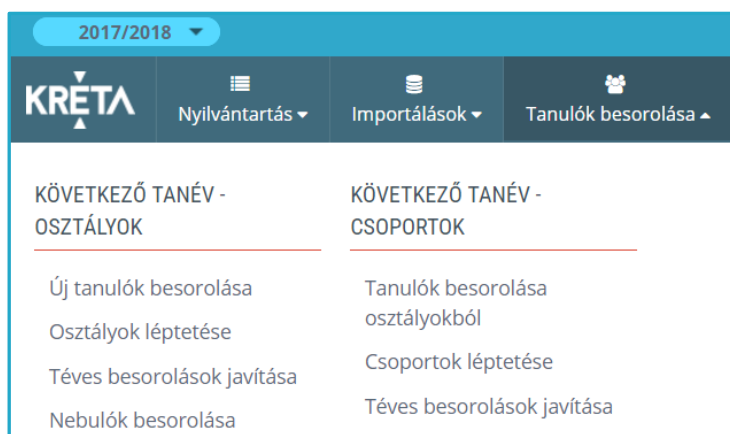 2017/2018
KRÉTA
Nyilvántartás
Importálások
Tanulók besorolása
KÖVETKEZŐ TANÉV -
OSZTÁLYOK
Új tanulók besorolása
Osztályok léptetése
Téves besorolások javítása
Nebulók besorolása
KÖVETKEZŐ TANÉV -
CSOPORTOK
Tanulók besorolása
osztályokból
Csoportok léptetése
Téves besorolások javítása